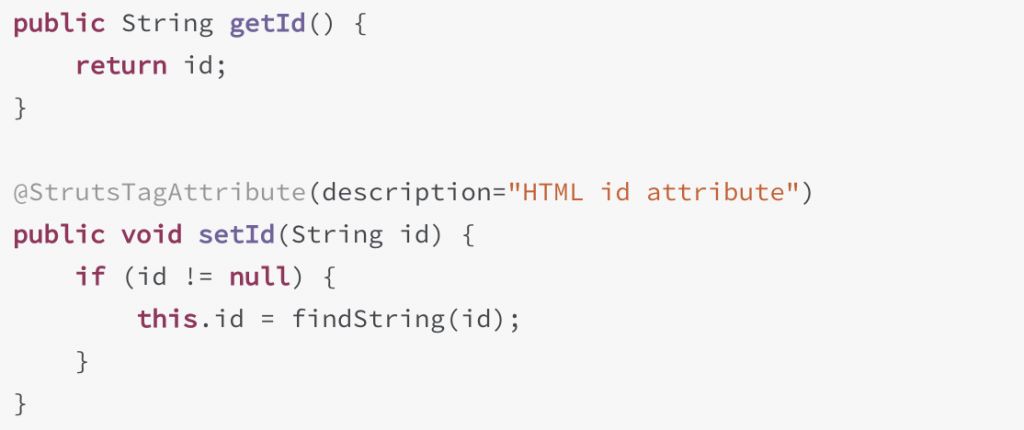 public String getId() {
    return id;
}

@StrutsTagAttribute(description="HTML id attribute")
public void setId(String id) {
    if (id != null) {
        this.id = findString(id);
    }
}